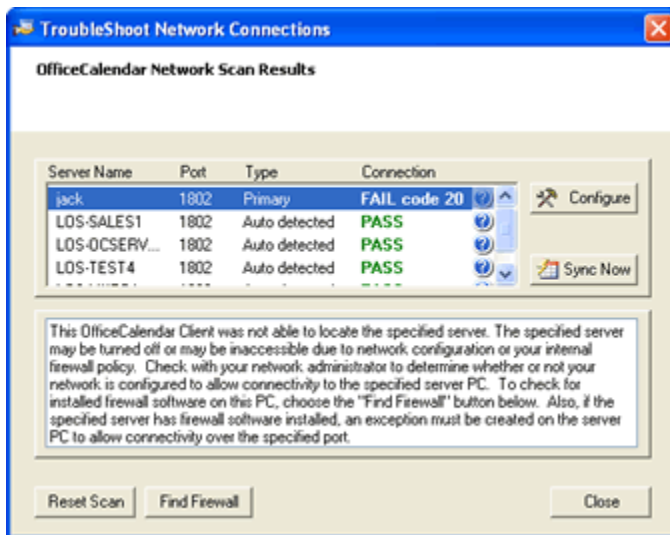 TroubleShoot Network Connections
OfficeCalendar Network Scan Results
Server Name Port Type Connection
jack 1802 Primary FAIL code 20
LOS-SALES1 1802 Auto detected PASS
LOS-OCSERV... 1802 Auto detected PASS
LOS-TEST4 1802 Auto detected PASS
Configure
Sync Now
This OfficeCalendar Client was not able to locate the specified server. The specified server
may be turned off or may be inaccessible due to network configuration or your internal
firewall policy. Check with your network administrator to determine whether or not your
network is configured to allow connectivity to the specified server PC. To check for
installed firewall software on this PC, choose the "Find Firewall" button below. Also, if the
specified server has firewall software installed, an exception must be created on the server
PC to allow connectivity over the specified port.
Reset Scan Find Firewall Close